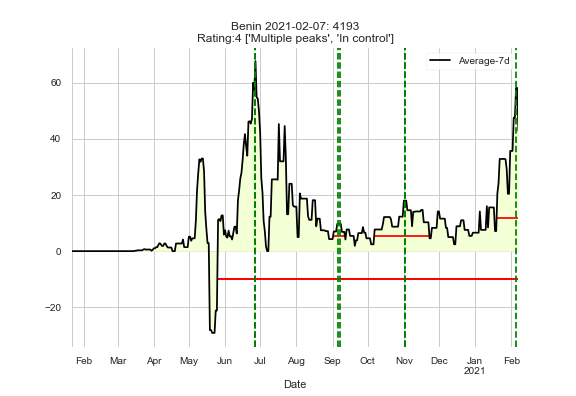 Benin 2021-02-07: 4193
Rating:4 ['Multiple peaks', 'In control']
Average-7d
60
40
20
0
−20
Feb Mar Apr May Jun Jul Aug Sep Oct Nov Dec Jan Feb
2021
Date